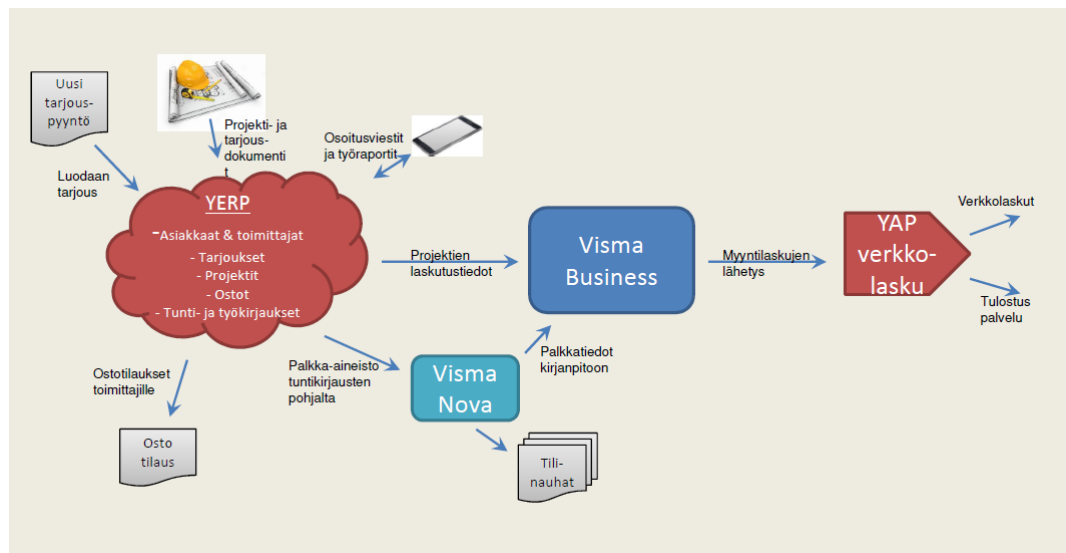 Uusi
tarjous-
pyyntö
Projekti- ja
tarjous-
dokumenti
t
Osoitusviestit
ja työraportit
Luodaan
tarjous
YERP
-Asiakkaat & toimittajat
- Tarjoukset
- Projektit
- Ostot
- Tunti- ja työkirjaukset
Projektien
laskutustiedot
Visma
Business
Myyntilaskujen
lähetys
YAP
verkko-
lasku
Verkkolaskut
Tulostus
palvelu
Ostotilaukset
toimittajille
Palkka-aineisto
tuntikirjausten
pohjalta
Visma
Nova
Palkkatiedot
kirjanpitoon
Osto
tilaus
Tili-
nauhat